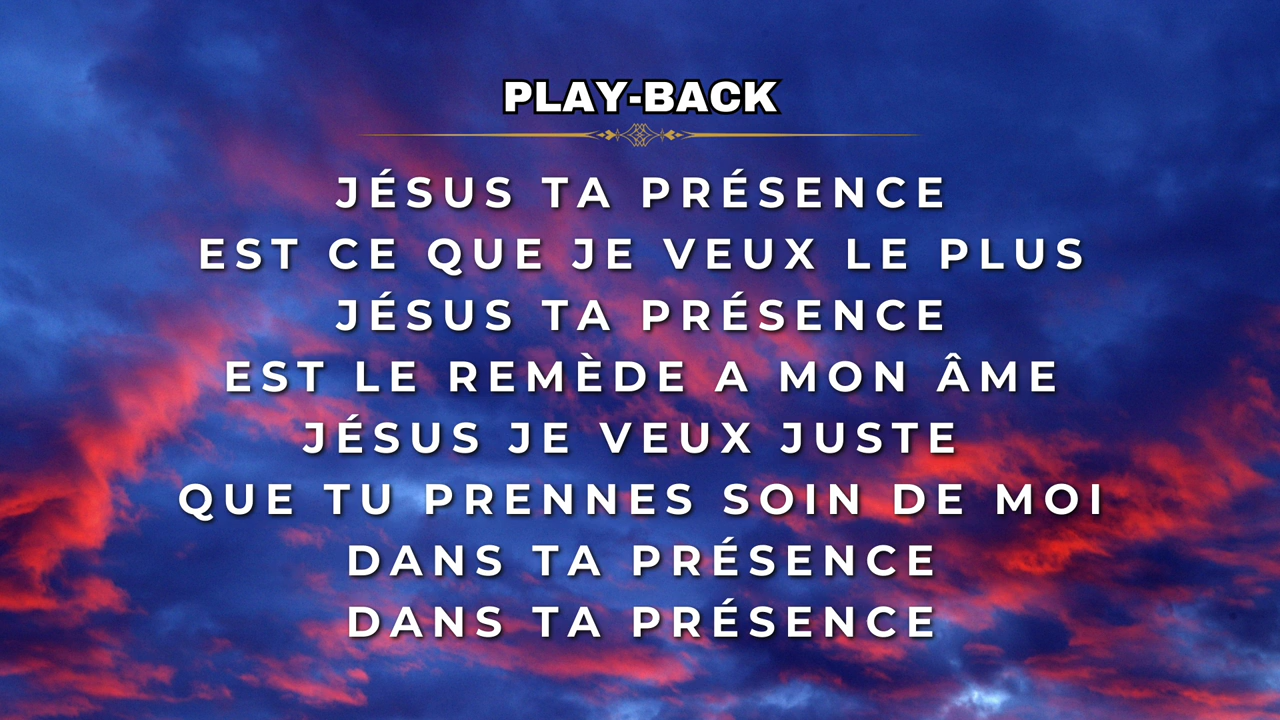 PLAY-BACK
JÉSUS TA PRÉSENCE
EST CE QUE JE VEUX LE PLUS
JÉSUS TA PRÉSENCE
EST LE REMÈDE A MON ÂME
JÉSUS JE VEUX JUSTE
QUE TU PRENNES SOIN DE MOI
DANS TA PRÉSENCE
DANS TA PRÉSENCE